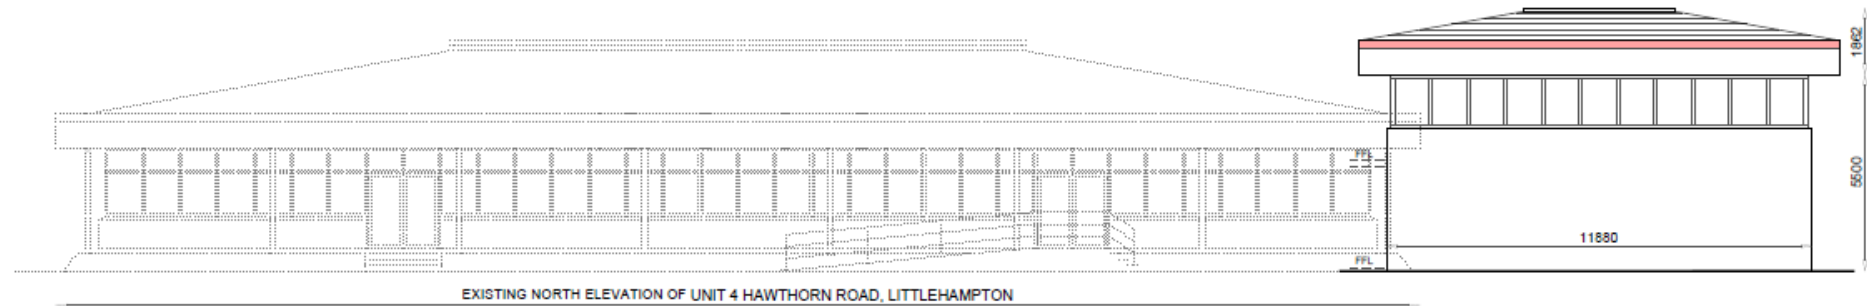 1862
FFL
5500
11880
FFL
EXISTING NORTH ELEVATION OF UNIT 4 HAWTHORN ROAD, LITTLEHAMPTON